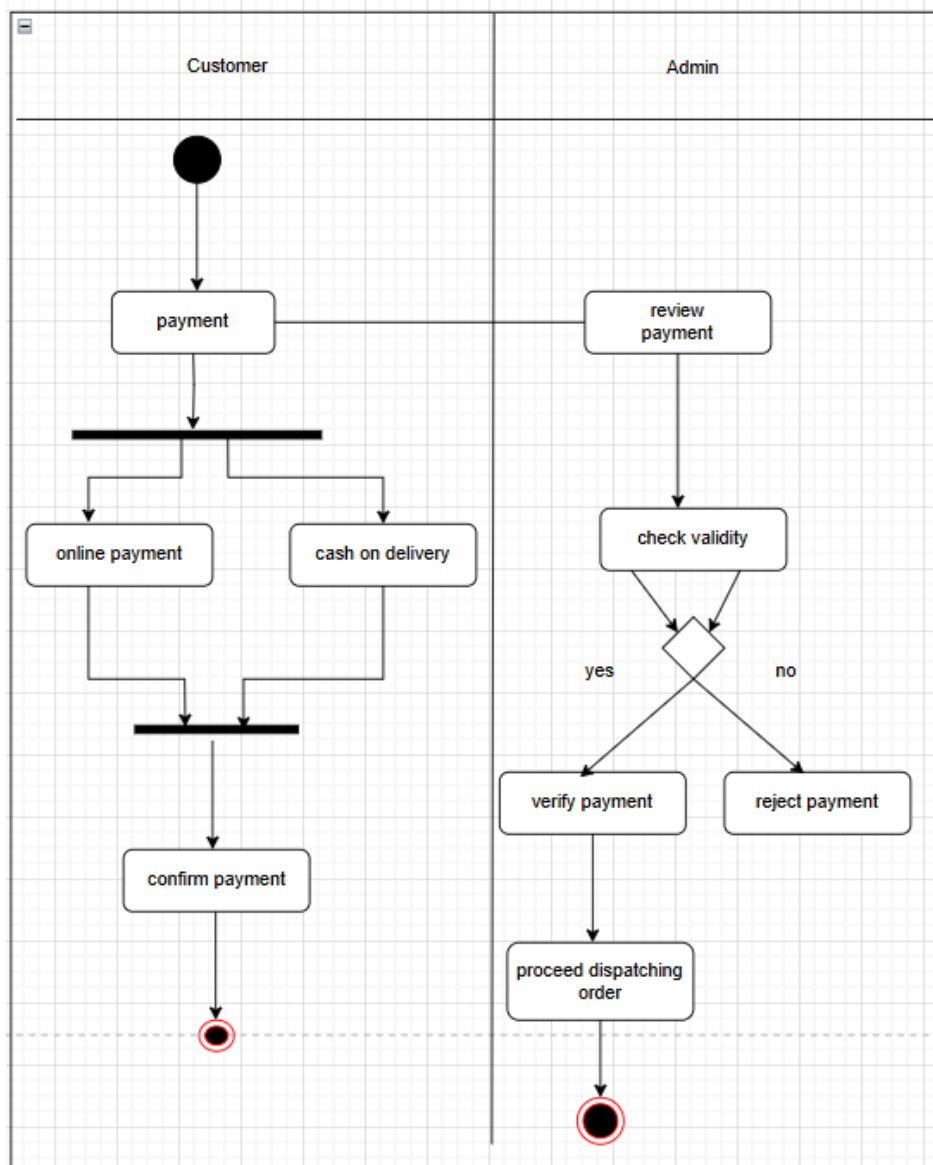 Customer
Admin
payment
review
payment
online payment
cash on delivery
check validity
yes
no
verify payment
reject payment
confirm payment
proceed dispatching
order